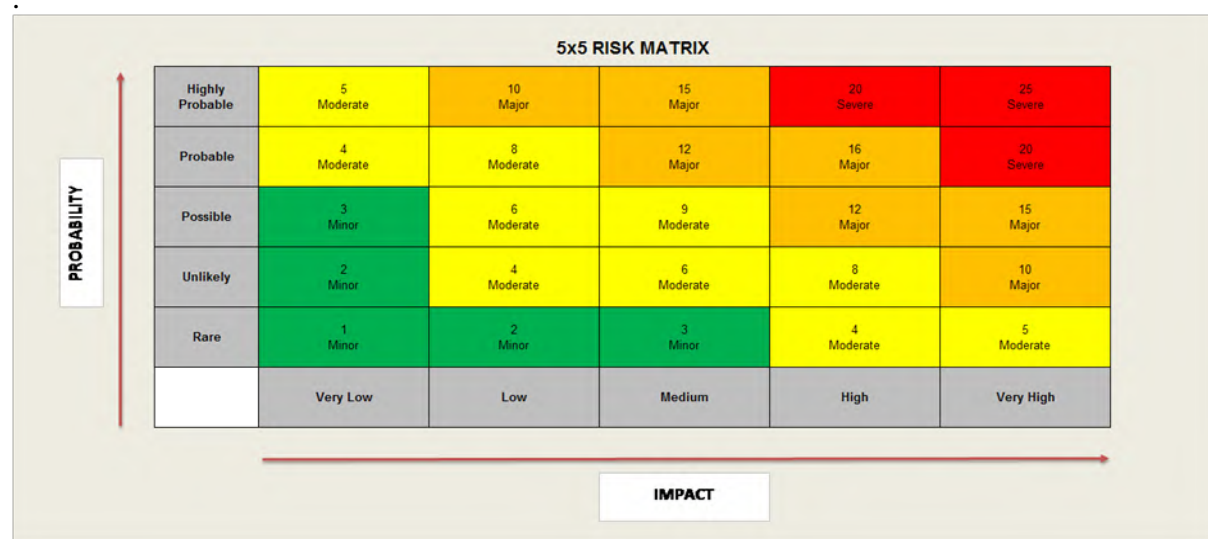 .
5x5 RISK MATRIX
PROBABILITY
Highly
Probable
5
Moderate
10
Major
15
Major
20
Severe
25
Severe
Probable
4
Moderate
8
Moderate
12
Major
16
Major
20
Severe
Possible
3
Minor
6
Moderate
9
Moderate
12
Major
15
Major
Unlikely
2
Minor
4
Moderate
6
Moderate
8
Moderate
10
Major
Rare
1
Minor
2
Minor
3
Minor
4
Moderate
5
Moderate
Very Low
Low
Medium
High
Very High
IMPACT